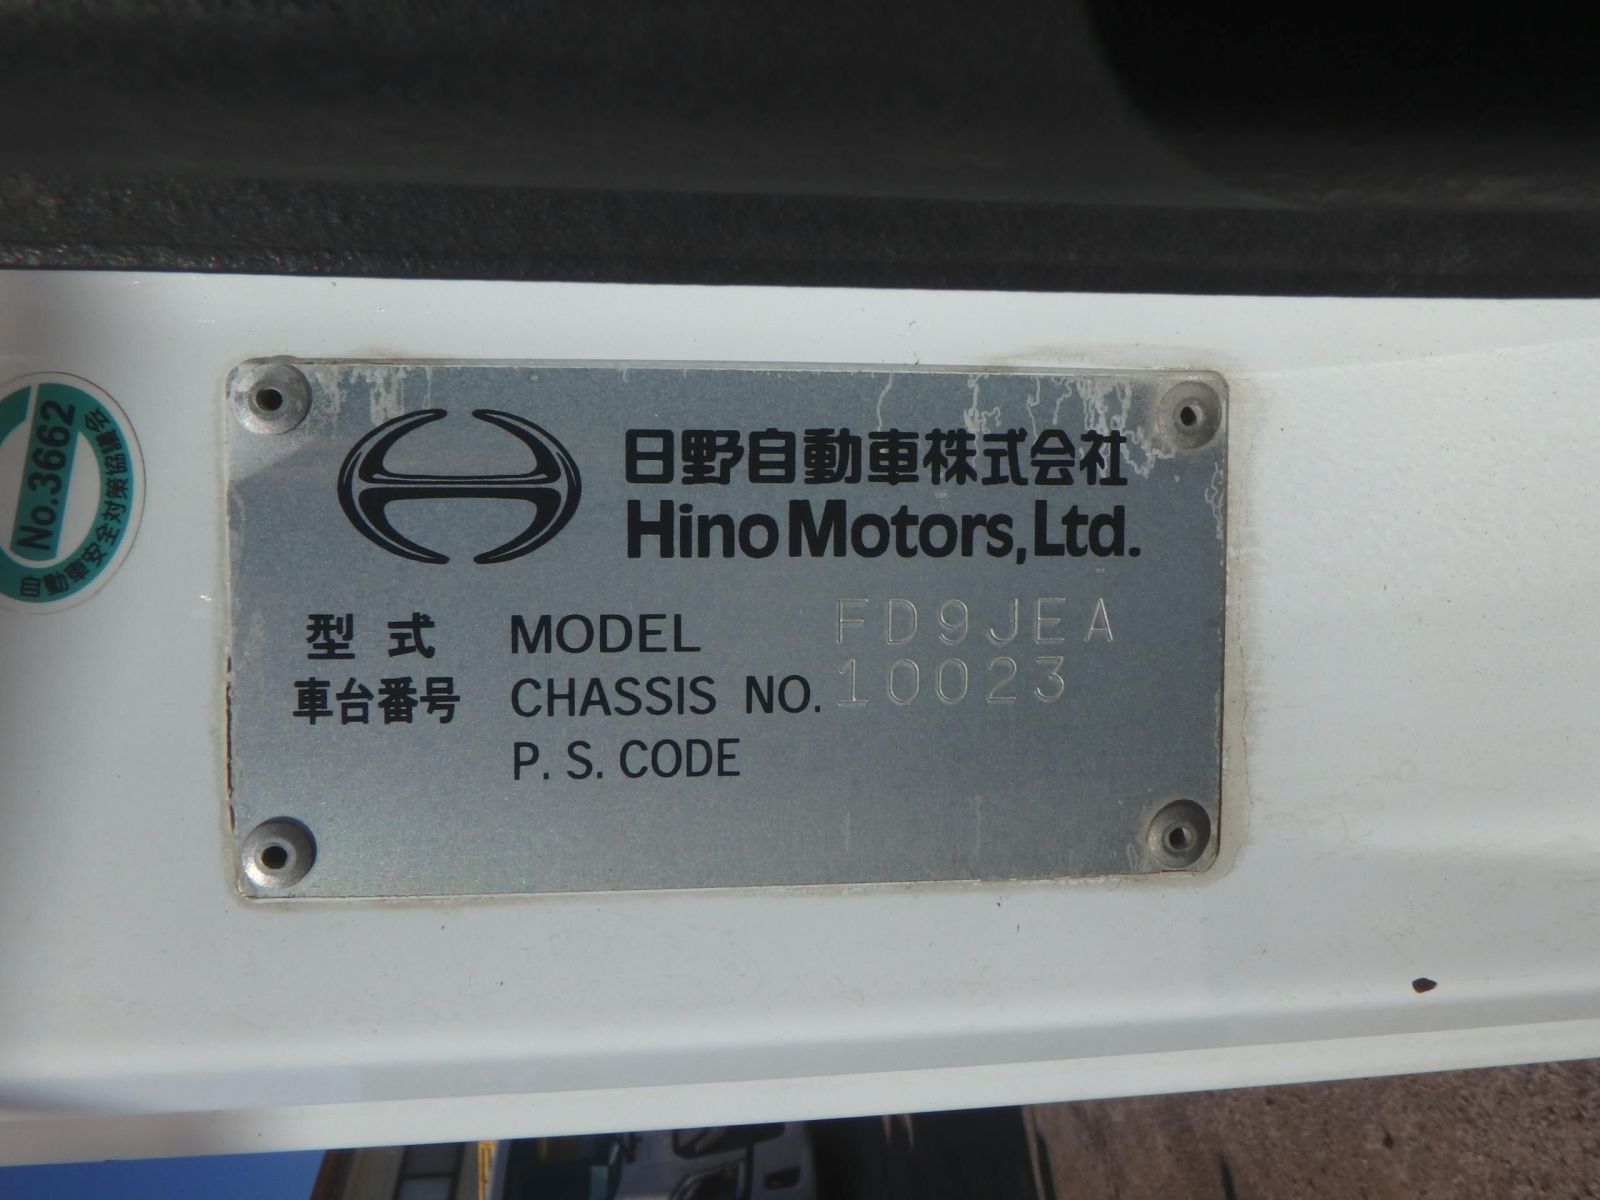 日野自動車株式会社
Hino Motors, Ltd.
型 式 MODEL FD9JEA
車台番号 CHASSIS NO. 10023
P. S. CODE
No.3662
自動車安全対策協議会